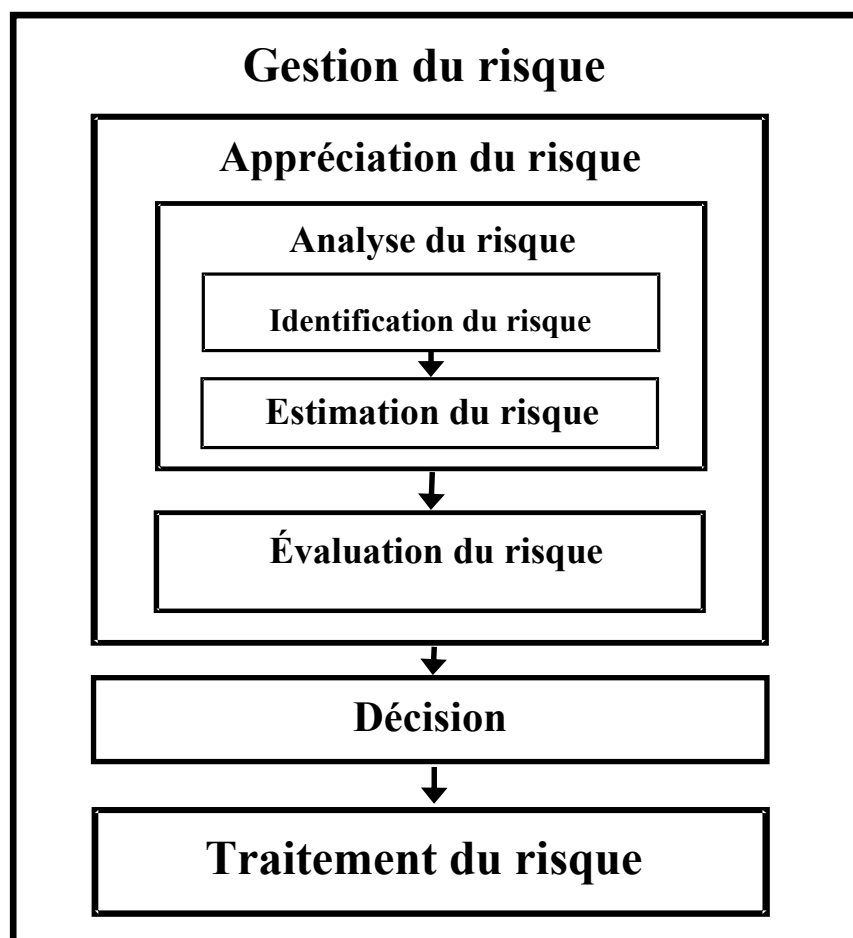 Gestion du risque
Appréciation du risque
Analyse du risque
Identification du risque
Estimation du risque
Évaluation du risque
Décision
Traitement du risque